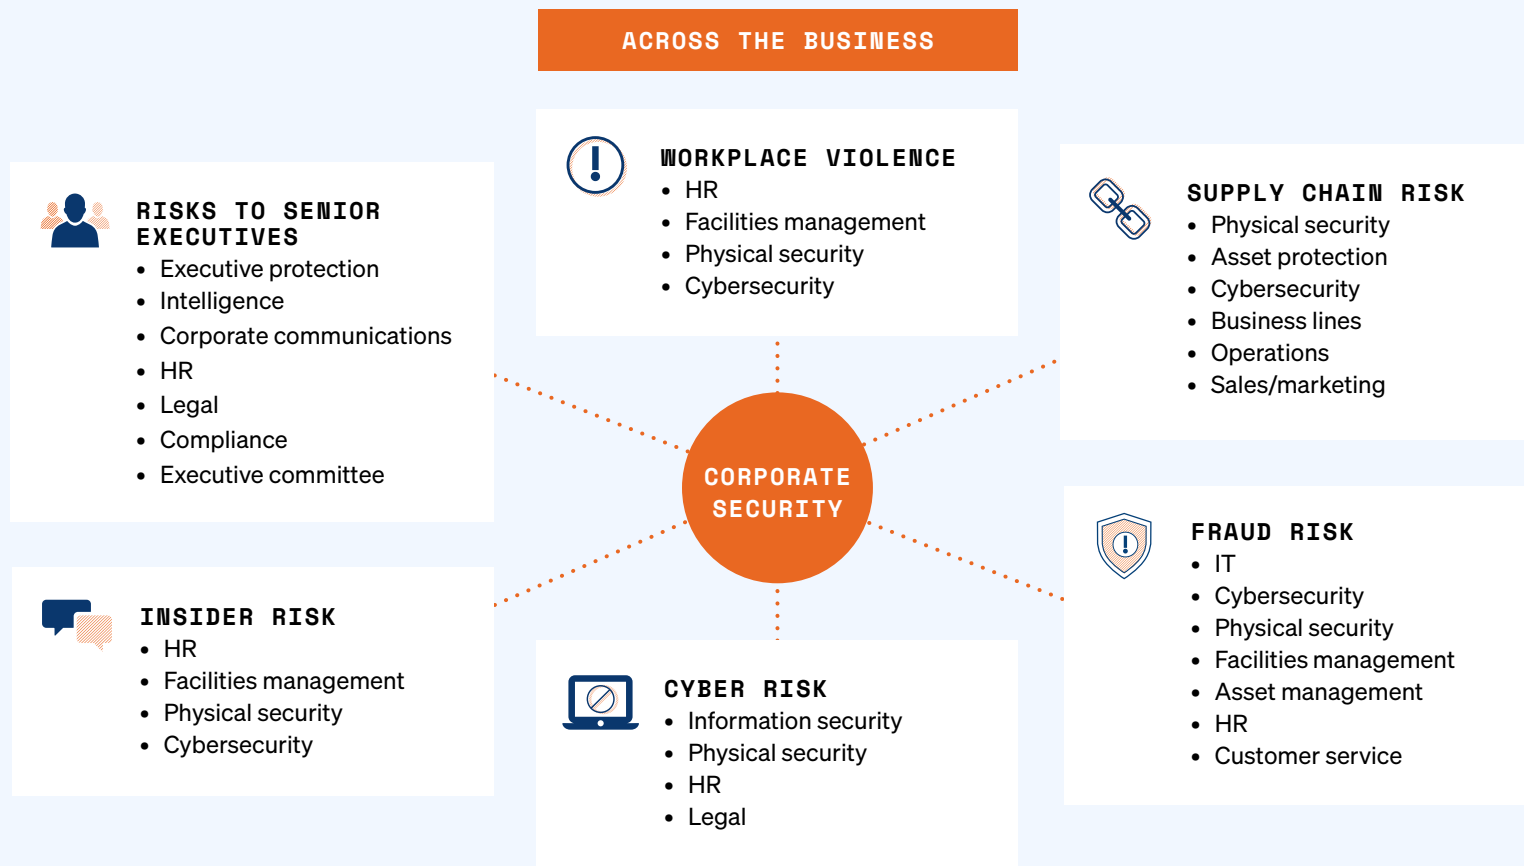 ACROSS THE BUSINESS
WORKPLACE VIOLENCE
• HR
• Facilities management
• Physical security
• Cybersecurity
RISKS TO SENIOR
EXECUTIVES
• Executive protection
• Intelligence
• Corporate communications
• HR
• Legal
• Compliance
• Executive committee
SUPPLY CHAIN RISK
• Physical security
• Asset protection
• Cybersecurity
• Business lines
• Operations
• Sales/marketing
CORPORATE
SECURITY
INSIDER RISK
• HR
• Facilities management
• Physical security
• Cybersecurity
CYBER RISK
• Information security
• Physical security
• HR
• Legal
FRAUD RISK
• IT
• Cybersecurity
• Physical security
• Facilities management
• Asset management
• HR
• Customer service